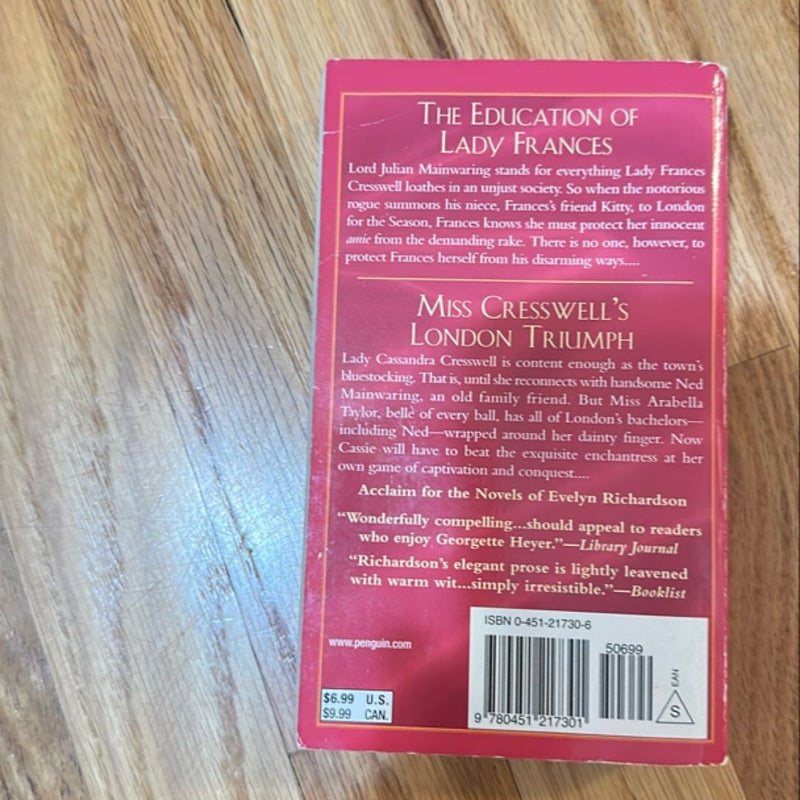 THE EDUCATION OF
LADY FRANCES
Lord Julian Mainwaring stands for everything Lady Frances
Cresswell loathes in an unjust society. So when the notorious
rogue summons his niece, Frances's friend Kitty, to London
for the Season, Frances knows she must protect her innocent
amie from the demanding rake. There is no one, however, to
protect Frances herself from his disarming ways....
MISS CRESSWELL'S
LONDON TRIUMPH
Lady Cassandra Cresswell is content enough as the town's
bluestocking. That is, until she reconnects with handsome Ned
Mainwaring, an old family friend. But Miss Arabella
Taylor, belle of every ball, has all of London's bachelors—
including Ned—wrapped around her dainty finger. Now
Cassie will have to beat the exquisite enchantress at her
own game of captivation and conquest....
Acclaim for the Novels of Evelyn Richardson
“Wonderfully compelling...should appeal to readers
who enjoy Georgette Heyer.”—Library Journal
“Richardson's elegant prose is lightly leavened
with warm wit...simply irresistible.”—Booklist
ISBN 0-451-21730-6
www.penguin.com
50699
EAN
S
$6.99 U.S.
$9.99 CAN.
9 780451 217301